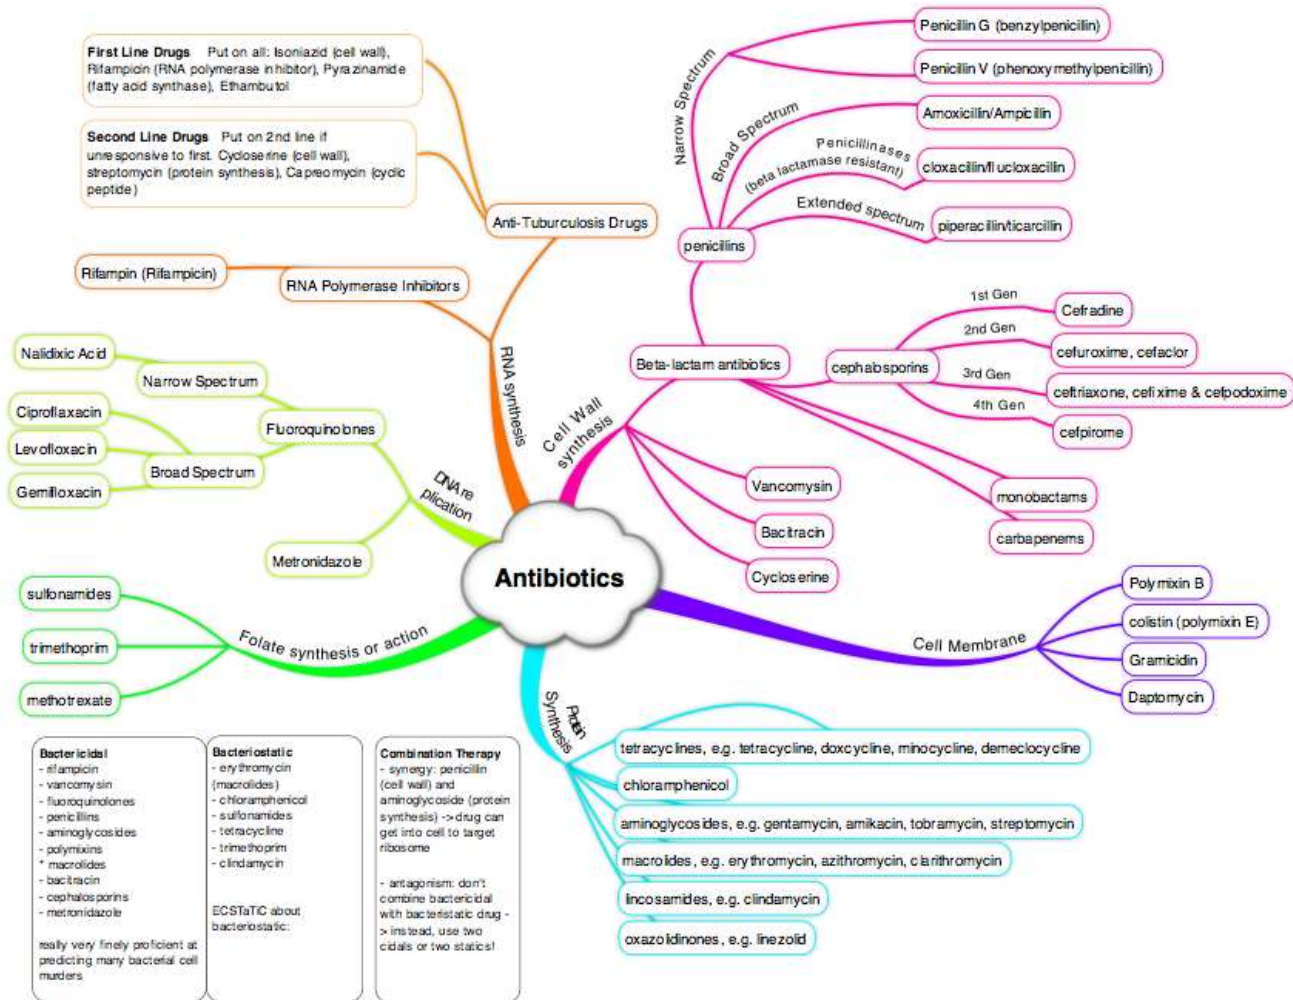 First Line Drugs Put on all: Isoniazid (cell wall),
Rifampicin (RNA polymerase inhibitor), Pyrazinamide
(fatty acid synthase), Ethambutol
Second Line Drugs Put on 2nd line if
unresponsive to first. Cycloserine (cell wall),
streptomycin (protein synthesis), Capreomycin (cyclic
peptide)
Anti-Tuburculosis Drugs
Rifampin (Rifampicin)
RNA Polymerase Inhibitors
RNA synthesis
Nalidixic Acid
Narrow Spectrum
Ciproflaxacin
Levofloxacin
Gemifloxacin
Broad Spectrum
Fluoroquinolones
DNA re
plication
Metronidazole
sulfonamides
trimethoprim
methotrexate
Folate synthesis or action
Antibiotics
Cell Wall
synthesis
Beta-lactam antibiotics
penicillins
Narrow Spectrum
Penicillin G (benzylpenicillin)
Penicillin V (phenoxymethylpenicillin)
Broad Spectrum
Amoxicillin/Ampicillin
Penicillinases
(beta lactamase resistant)
cloxacillin/flucloxacillin
Extended spectrum
piperacillin/ticarcillin
cephalosporins
1st Gen
Cefradine
2nd Gen
cefuroxime, cefaclor
3rd Gen
ceftriaxone, cefixime & cefpodoxime
4th Gen
cefpirome
monobactams
carbapenems
Vancomysin
Bacitracin
Cycloserine
Cell Membrane
Polymixin B
colistin (polymixin E)
Gramicidin
Daptomycin
Protein
Synthesis
tetracyclines, e.g. tetracycline, doxcycline, minocycline, demeclocycline
chloramphenicol
aminoglycosides, e.g. gentamycin, amikacin, tobramycin, streptomycin
macrolides, e.g. erythromycin, azithromycin, clarithromycin
lincosamides, e.g. clindamycin
oxazolidinones, e.g. linezolid
Bactericidal
- rifampicin
- vancomysin
- fluoroquinolones
- penicillins
- aminoglycosides
- polymixins
* macrolides
- bacitracin
- cephalosporins
- metronidazole
really very finely proficient at
predicting many bacterial cell
murders
Bacteriostatic
- erythromycin
(macrolides)
- chloramphenicol
- sulfonamides
- tetracycline
- trimethoprim
- clindamycin
ECSTaTiC about
bacteriostatic:
Combination Therapy
- synergy: penicillin
(cell wall) and
aminoglycoside (protein
synthesis) -> drug can
get into cell to target
ribosome
- antagonism: don't
combine bactericidal
with bacteristatic drug -
> instead, use two
cidals or two statics!